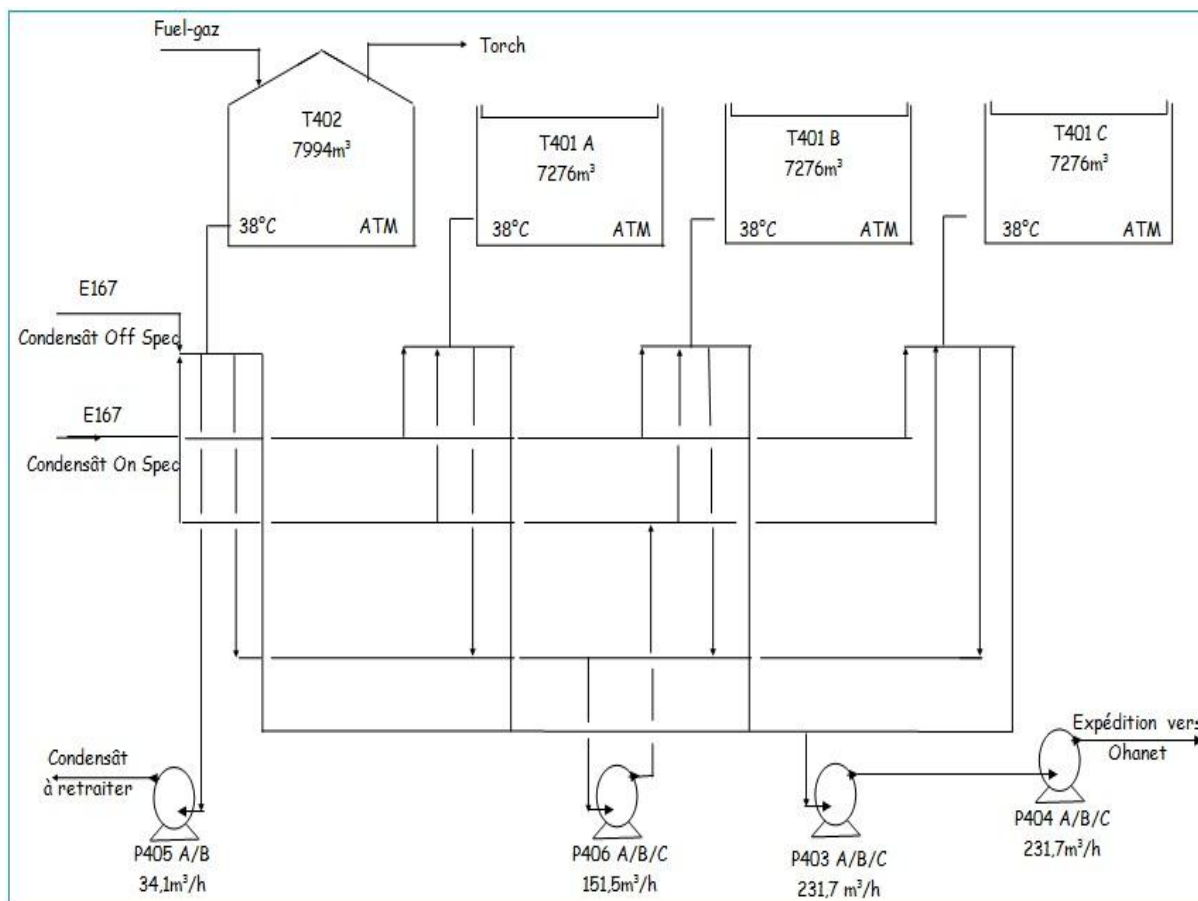 Fuel-gaz
Torch
T402
7994m³
38°C ATM
T401 A
7276m³
38°C ATM
T401 B
7276m³
38°C ATM
T401 C
7276m³
38°C ATM
E167
Condensât Off Spec
E167
Condensât On Spec
Condensât
à retraiter
P405 A/B
34,1m³/h
P406 A/B/C
151,5m³/h
P403 A/B/C
231,7 m³/h
P404 A/B/C
231,7m³/h
Expédition vers
Ohanet